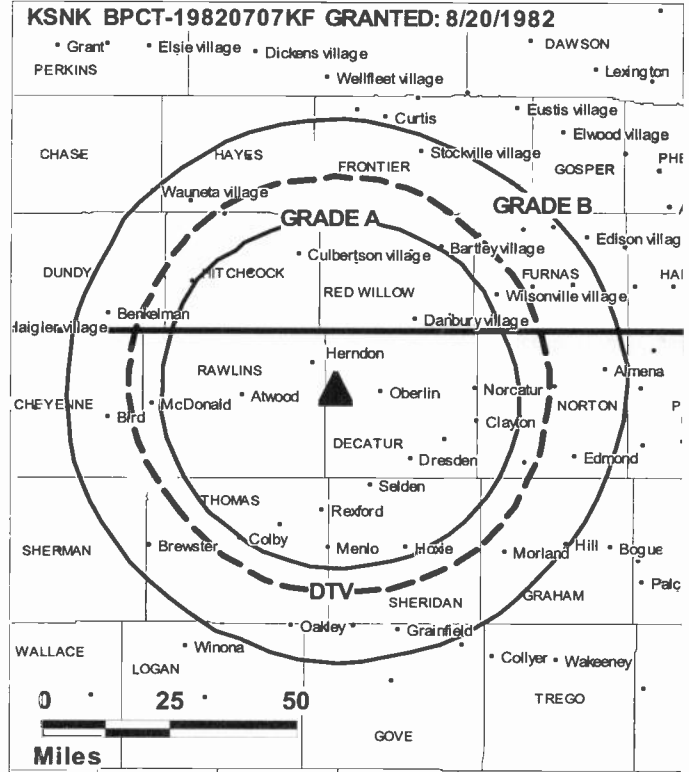 KSNK BPCT-19820707KF GRANTED: 8/20/1982
Grant
Elsie village
Dickens village
DAWSON
PERKINS
Wellfleet village
Lexington
Curtis
Eustis village
Elwood village
CHASE
HAYES
FRONTIER
Stockville village
GOSPER
PHE
Wauneta village
GRADE A
GRADE B
Culbertson village
Bartley village
Edison villag
DUNDY
HITCHCOCK
FURNAS
HA
RED WILLOW
Wilsonville village
Benkelman
Danbury village
Haigler village
Herndon
RAWLINS
Almena
McDonald
Atwood
Oberlin
Norcatur
CHEYENNE
NORTON
P
Bird
Clayton
DECATUR
Dresden
Edmond
Selden
THOMAS
Rexford
Colby
SHERMAN
Brewster
Menlo
Hoxie
Morland
Hill
Bogue
DTV
SHERIDAN
GRAHAM
Palc
Oakley
Grainfield
WALLACE
Winona
LOGAN
Collyer
Wakeeney
0 25 50
TREGO
GOVE
Miles